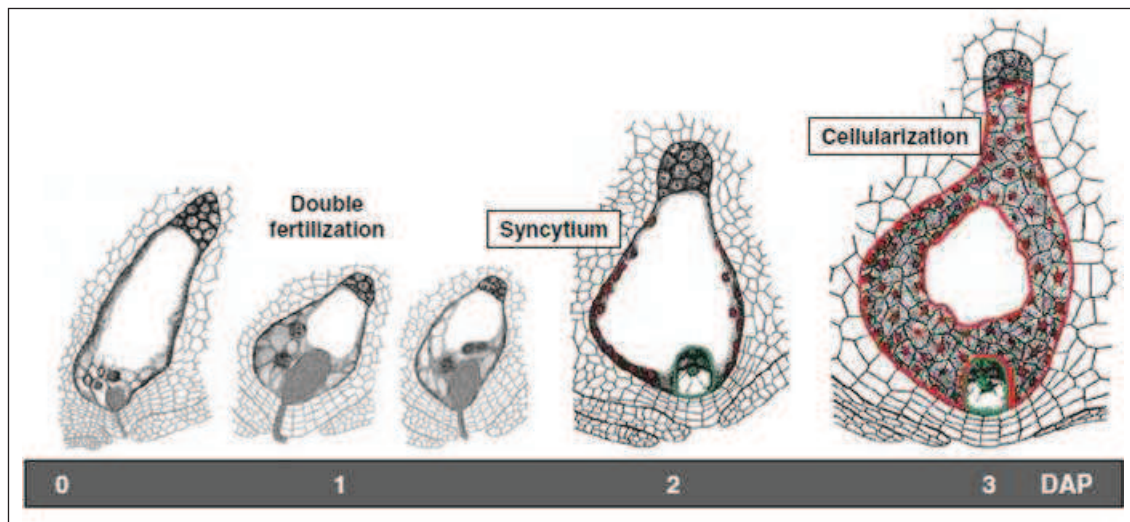 Cellularization
Double
fertilization
Syncytium
0 1 2 3 DAP